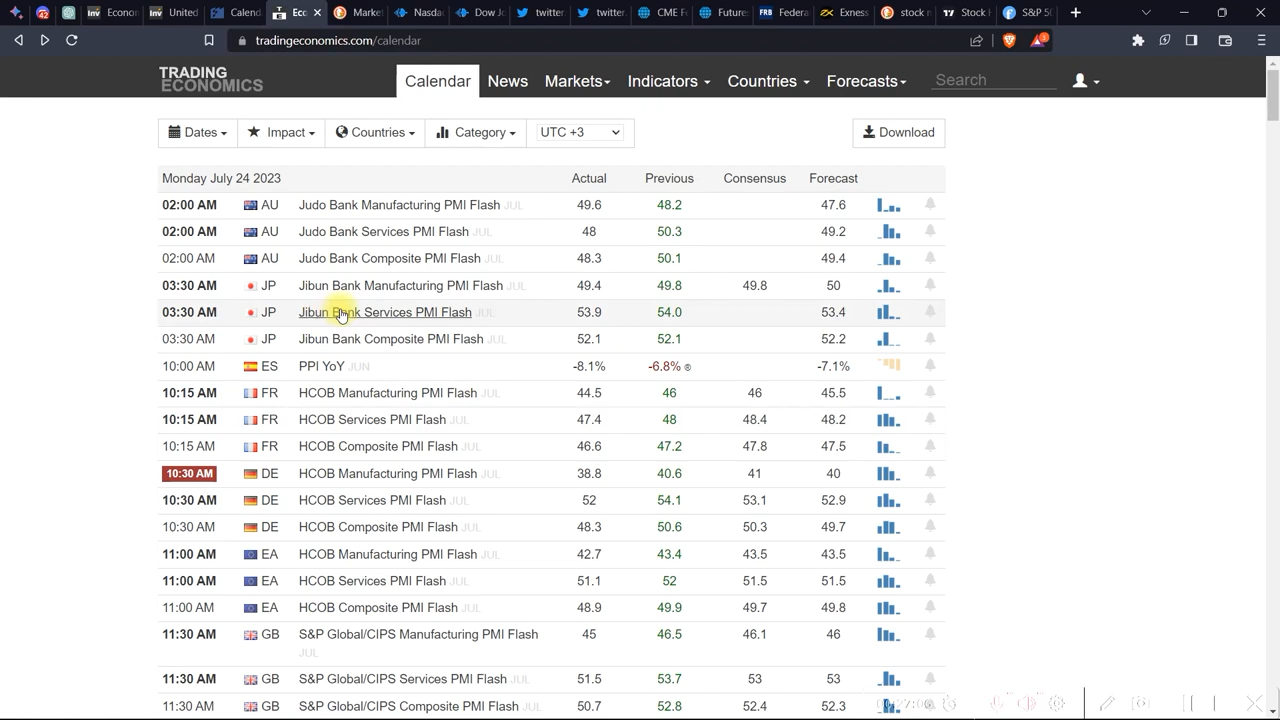 Econo
United
Calend
Eco
Market
Nasda
Dow Jo
twitter
twitter
CME F
Future
FRB Federa
Exness
stock m
Stock I
S&P 50
tradingeconomics.com/calendar
TRADING ECONOMICS
Calendar News Markets Indicators Countries Forecasts Search
Dates Impact Countries Category UTC +3 Download
Monday July 24 2023 Actual Previous Consensus Forecast
02:00 AM AU Judo Bank Manufacturing PMI Flash JUL 49.6 48.2 47.6
02:00 AM AU Judo Bank Services PMI Flash JUL 48 50.3 49.2
02:00 AM AU Judo Bank Composite PMI Flash JUL 48.3 50.1 49.4
03:30 AM JP Jibun Bank Manufacturing PMI Flash JUL 49.4 49.8 49.8 50
03:30 AM JP Jibun Services PMI Flash JUL 53.9 54.0 53.4
03:30 AM JP Jibun Bank Composite PMI Flash JUL 52.1 52.1 52.2
10:00 AM ES PPI YoY JUN -8.1% -6.8% ® -7.1%
10:15 AM FR HCOB Manufacturing PMI Flash JUL 44.5 46 46 45.5
10:15 AM FR HCOB Services PMI Flash JUL 47.4 48 48.4 48.2
10:15 AM FR HCOB Composite PMI Flash JUL 46.6 47.2 47.8 47.5
10:30 AM DE HCOB Manufacturing PMI Flash JUL 38.8 40.6 41 40
10:30 AM DE HCOB Services PMI Flash JUL 52 54.1 53.1 52.9
10:30 AM DE HCOB Composite PMI Flash JUL 48.3 50.6 50.3 49.7
11:00 AM EA HCOB Manufacturing PMI Flash JUL 42.7 43.4 43.5 43.5
11:00 AM EA HCOB Services PMI Flash JUL 51.1 52 51.5 51.5
11:00 AM EA HCOB Composite PMI Flash JUL 48.9 49.9 49.7 49.8
11:30 AM GB S&P Global/CIPS Manufacturing PMI Flash 45 46.5 46.1 46
JUL
11:30 AM GB S&P Global/CIPS Services PMI Flash JUL 51.5 53.7 53 53
11:30 AM GB S&P Global/CIPS Composite PMI Flash JUL 50.7 52.8 52.4 52.3